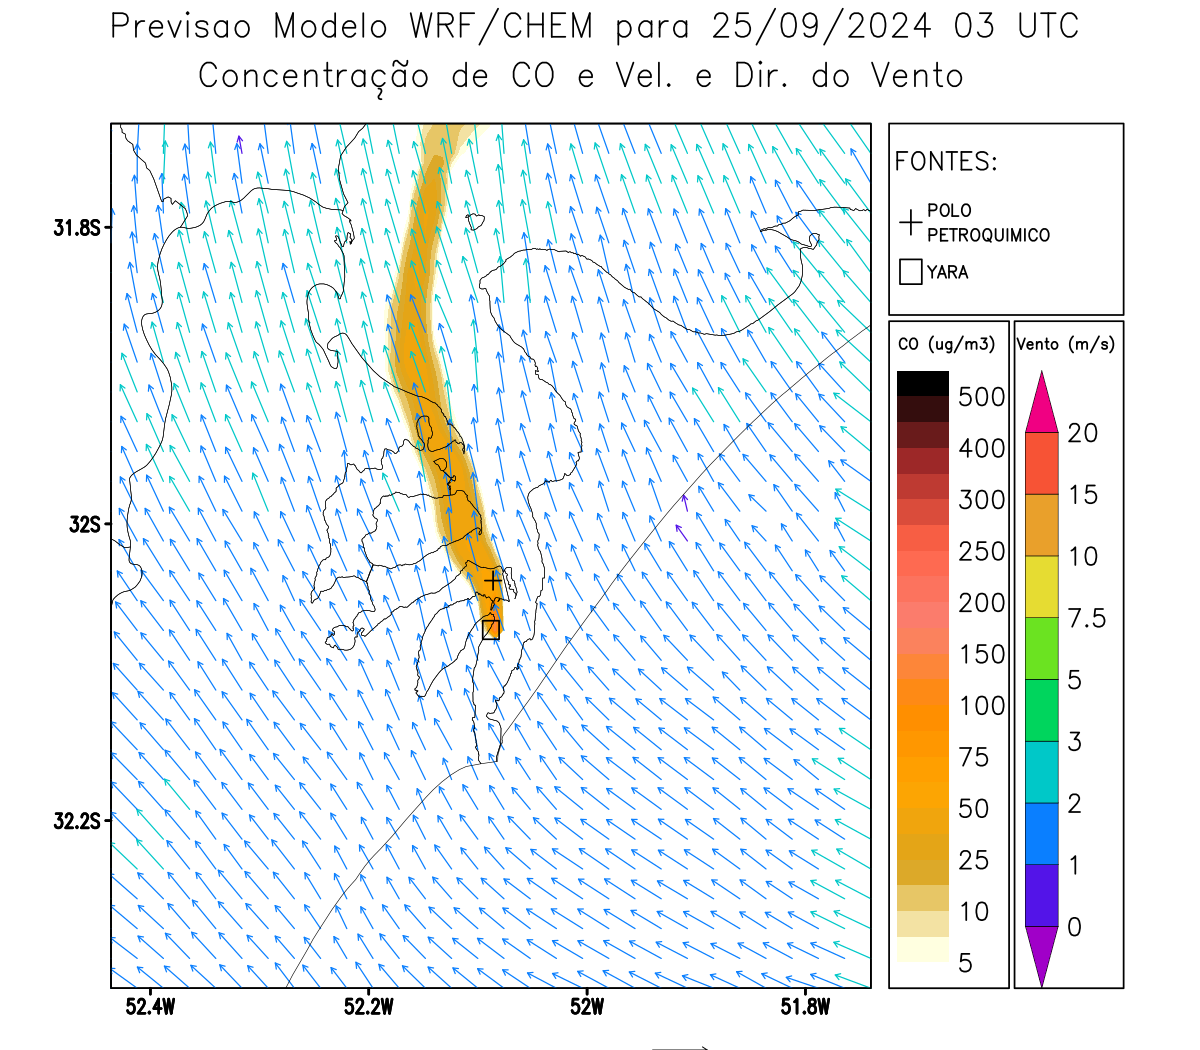 Previsao Modelo WRF/CHEM para 25/09/2024 03 UTC
Concentração de CO e Vel. e Dir. do Vento
FONTES:
POLO
PETROQUIMICO
YARA
CO (ug/m3)
500
400
300
250
200
150
100
75
50
25
10
5
Vento (m/s)
20
15
10
7.5
5
3
2
1
0
31.8S
32S
32.2S
52.4W
52.2W
52W
51.8W